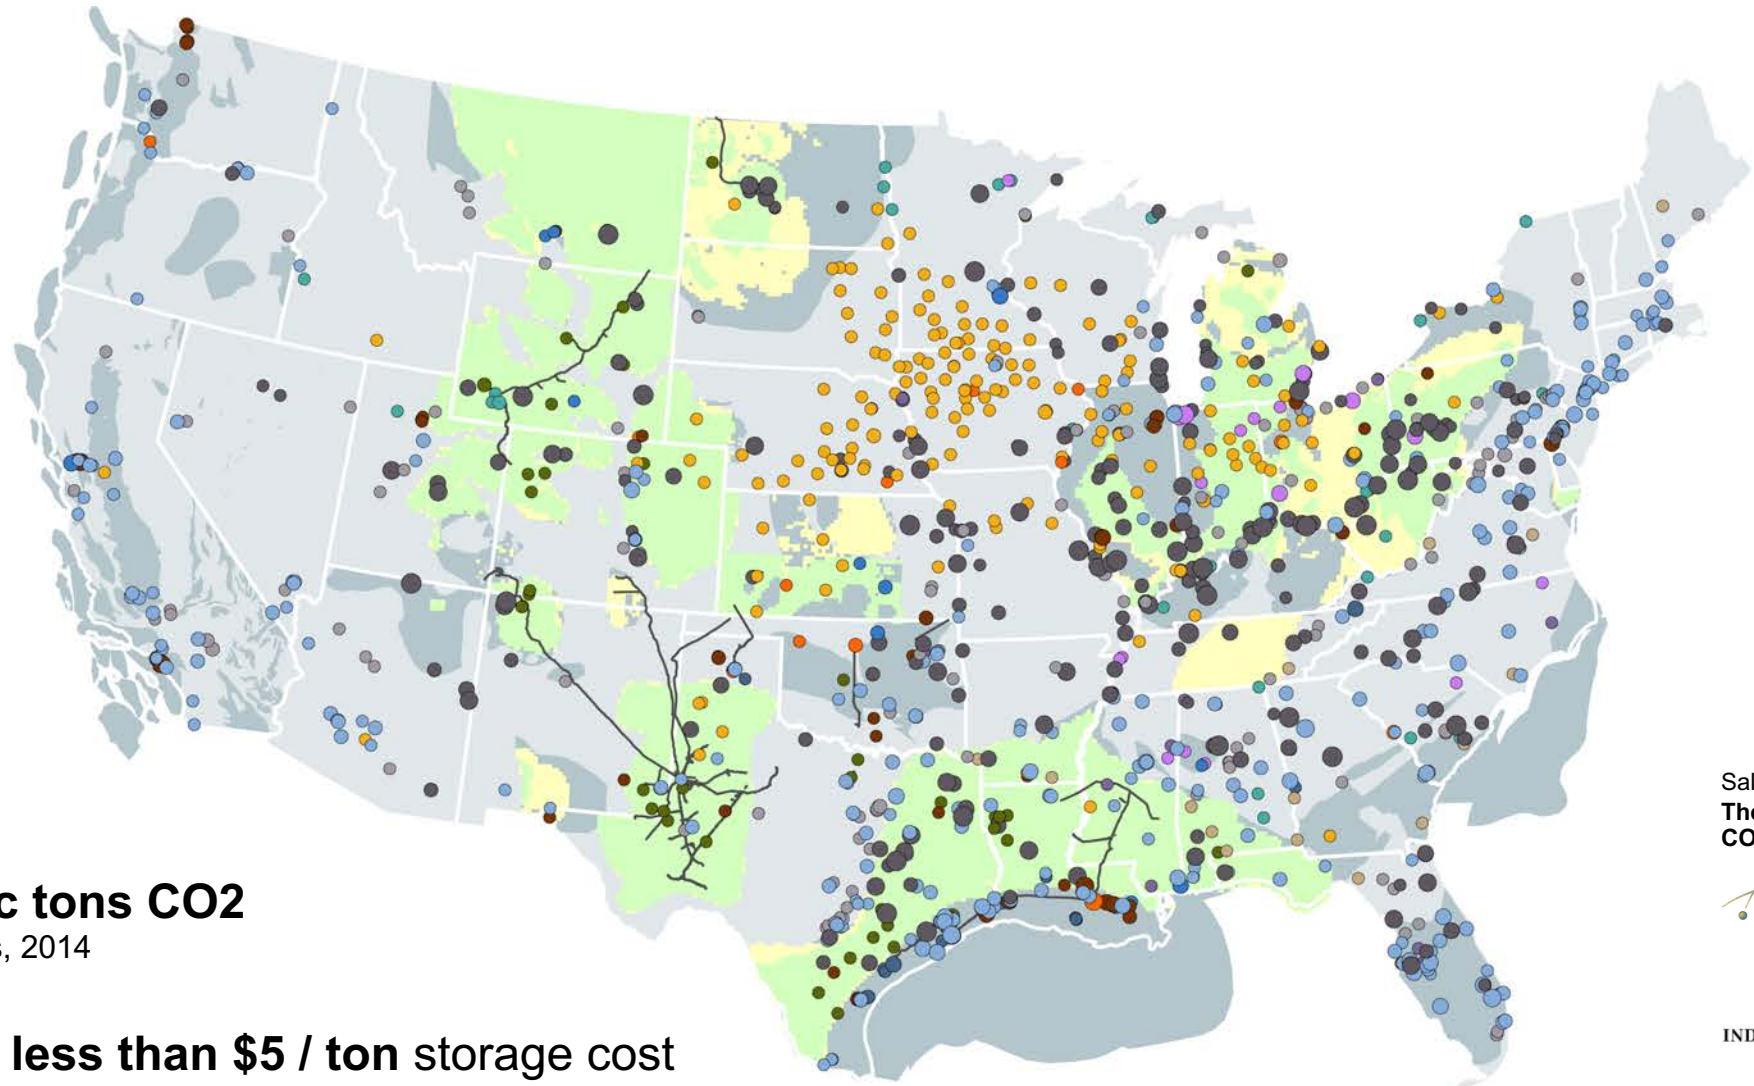 Sal
The
CO
c tons CO2
s, 2014
less than $5 / ton storage cost
IND